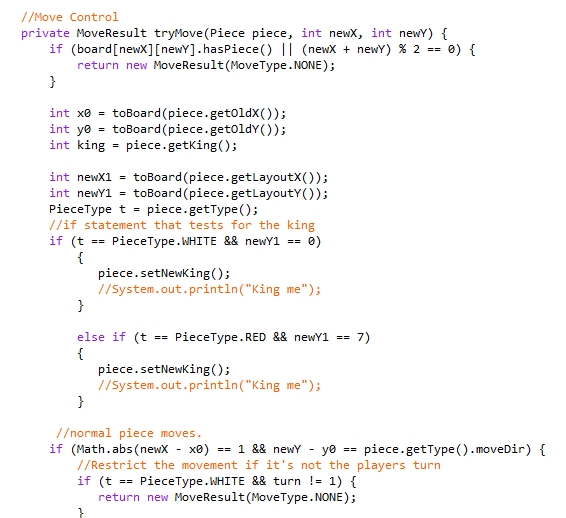 //Move Control
private MoveResult tryMove(Piece piece, int newX, int newY) {
if (board[newX][newY].hasPiece() || (newX + newY) % 2 == 0) {
return new MoveResult(MoveType.NONE);
}
int x0 = toBoard(piece.getOldX());
int y0 = toBoard(piece.getOldY());
int king = piece.getKing();
int newX1 = toBoard(piece.getLayoutX());
int newY1 = toBoard(piece.getLayoutY());
PieceType t = piece.getType();
//if statement that tests for the king
if (t == PieceType.WHITE && newY1 == 0)
{
piece.setNewKing();
//System.out.println("King me");
}
else if (t == PieceType.RED && newY1 == 7)
{
piece.setNewKing();
//System.out.println("King me");
}
//normal piece moves.
if (Math.abs(newX - x0) == 1 && newY - y0 == piece.getType().moveDir) {
//Restrict the movement if it's not the players turn
if (t == PieceType.WHITE && turn != 1) {
return new MoveResult(MoveType.NONE);
}